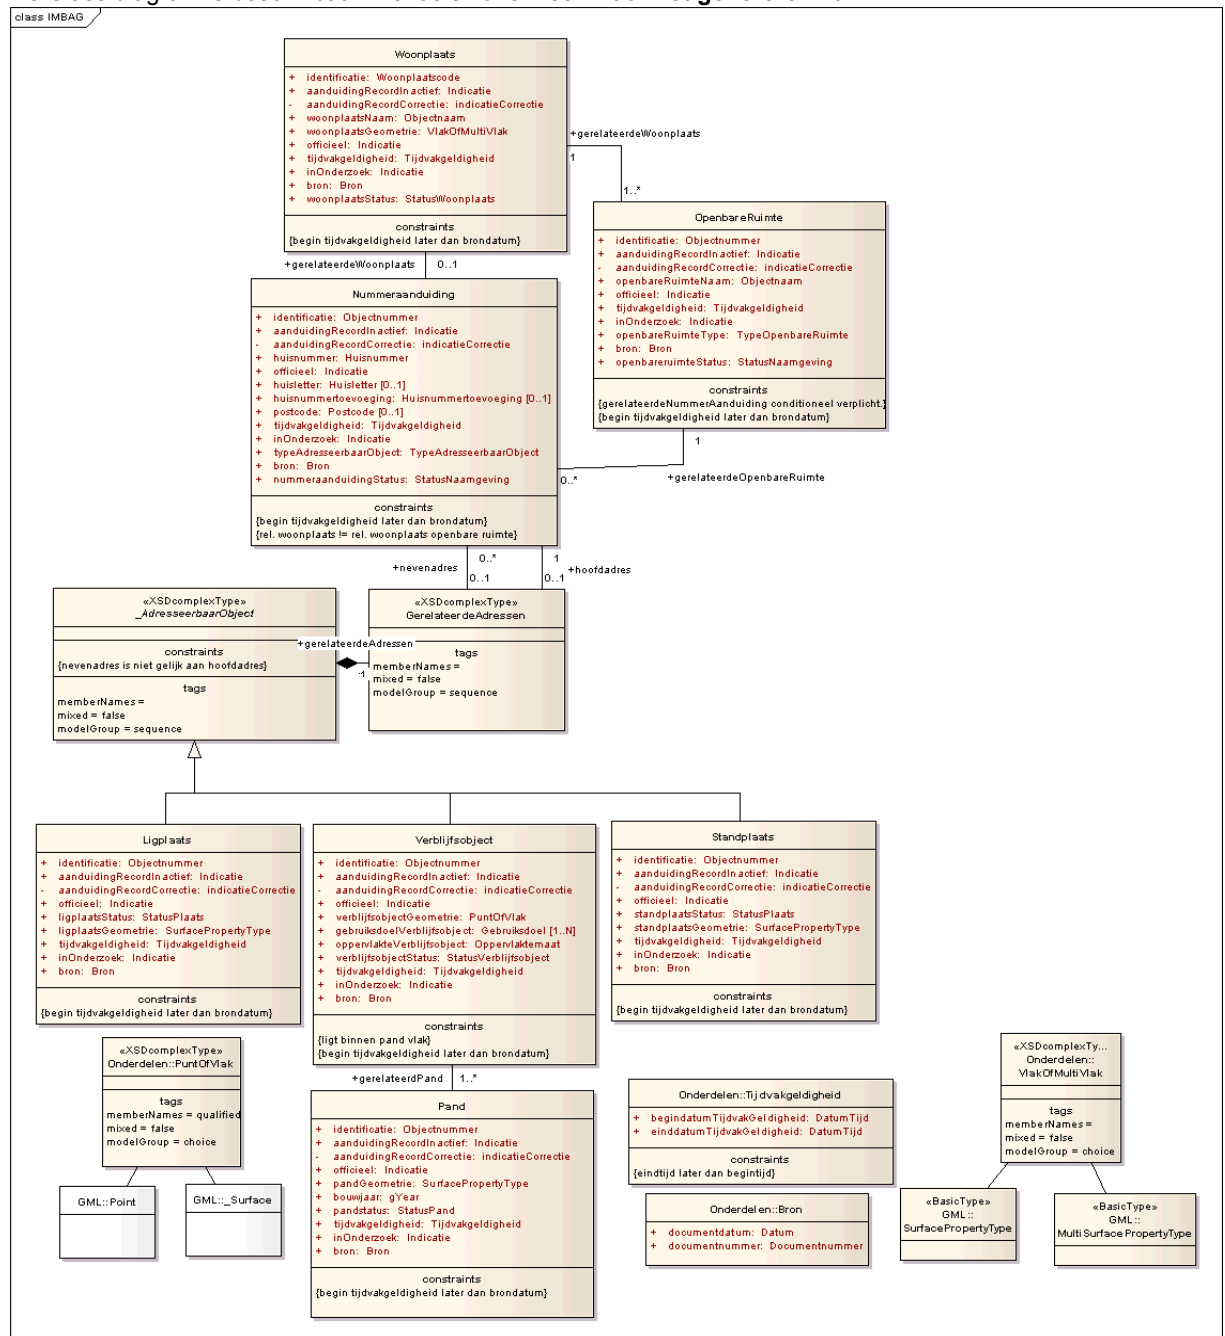 class IMBAG
Woonplaats
+ identificatie: Woonplaatscode
+ aanduidingRecordInactief: Indicatie
- aanduidingRecordCorrectie: indicatieCorrectie
+ woonplaatsNaam: Objectnaam
+ woonplaatsGeometrie: VlakOfMultiVlak
+ officieel: Indicatie
+ tijdvakgeldigheid: Tijdvakgeldigheid
+ inOnderzoek: Indicatie
+ bron: Bron
+ woonplaatsStatus: StatusWoonplaats
constraints
{begin tijdvakgeldigheid later dan brondatum}
+gerelateerdeWoonplaats
1
1..*
OpenbareRuimte
+ identificatie: Objectnummer
+ aanduidingRecordInactief: Indicatie
- aanduidingRecordCorrectie: indicatieCorrectie
+ openbareRuimteNaam: Objectnaam
+ officieel: Indicatie
+ tijdvakgeldigheid: Tijdvakgeldigheid
+ inOnderzoek: Indicatie
+ openbareRuimteType: TypeOpenbareRuimte
+ bron: Bron
+ openbareruimteStatus: StatusNaamgeving
constraints
{gerelateerdeNummerAanduiding conditioneel verplicht.}
{begin tijdvakgeldigheid later dan brondatum}
+gerelateerdeWoonplaats 0..1
Nummeraanduiding
+ identificatie: Objectnummer
+ aanduidingRecordInactief: Indicatie
- aanduidingRecordCorrectie: indicatieCorrectie
+ huisnummer: Huisnummer
+ officieel: Indicatie
+ huisletter: Huisletter [0..1]
+ huisnummertoevoeging: Huisnummertoevoeging [0..1]
+ postcode: Postcode [0..1]
+ tijdvakgeldigheid: Tijdvakgeldigheid
+ inOnderzoek: Indicatie
+ typeAdresseerbaarObject: TypeAdresseerbaarObject
+ bron: Bron
+ nummeraanduidingStatus: StatusNaamgeving
constraints
{begin tijdvakgeldigheid later dan brondatum}
{rel. woonplaats != rel. woonplaats openbare ruimte}
1
0..*
+gerelateerdeOpenbareRuimte
0..* 1
+nevenadres +hoofdadres
0..1 0..1
«XSDcomplexType»
_AdresseerbaarObject
constraints
{nevenadres is niet gelijk aan hoofdadres}
tags
memberNames =
mixed = false
modelGroup = sequence
+gerelateerdeAdressen
1
«XSDcomplexType»
GerelateerdeAdressen
tags
memberNames =
mixed = false
modelGroup = sequence
Ligplaats
+ identificatie: Objectnummer
+ aanduidingRecordInactief: Indicatie
- aanduidingRecordCorrectie: indicatieCorrectie
+ officieel: Indicatie
+ ligplaatsStatus: StatusPlaats
+ ligplaatsGeometrie: SurfacePropertyType
+ tijdvakgeldigheid: Tijdvakgeldigheid
+ inOnderzoek: Indicatie
+ bron: Bron
constraints
{begin tijdvakgeldigheid later dan brondatum}
Verblijfsobject
+ identificatie: Objectnummer
+ aanduidingRecordInactief: Indicatie
- aanduidingRecordCorrectie: indicatieCorrectie
+ officieel: Indicatie
+ verblijfsobjectGeometrie: PuntOfVlak
+ gebruiksdoelVerblijfsobject: Gebruiksdoel [1..N]
+ oppervlakteVerblijfsobject: Oppervlaktemaat
+ verblijfsobjectStatus: StatusVerblijfsobject
+ tijdvakgeldigheid: Tijdvakgeldigheid
+ inOnderzoek: Indicatie
+ bron: Bron
constraints
{ligt binnen pand vlak}
{begin tijdvakgeldigheid later dan brondatum}
Standplaats
+ identificatie: Objectnummer
+ aanduidingRecordInactief: Indicatie
- aanduidingRecordCorrectie: indicatieCorrectie
+ officieel: Indicatie
+ standplaatsStatus: StatusPlaats
+ standplaatsGeometrie: SurfacePropertyType
+ tijdvakgeldigheid: Tijdvakgeldigheid
+ inOnderzoek: Indicatie
+ bron: Bron
constraints
{begin tijdvakgeldigheid later dan brondatum}
«XSDcomplexType»
Onderdelen::PuntOfVlak
tags
memberNames = qualified
mixed = false
modelGroup = choice
GML::Point
GML::_Surface
+gerelateerdPand 1..*
Pand
+ identificatie: Objectnummer
+ aanduidingRecordInactief: Indicatie
- aanduidingRecordCorrectie: indicatieCorrectie
+ officieel: Indicatie
+ pandGeometrie: SurfacePropertyType
+ bouwjaar: gYear
+ pandstatus: StatusPand
+ tijdvakgeldigheid: Tijdvakgeldigheid
+ inOnderzoek: Indicatie
+ bron: Bron
constraints
{begin tijdvakgeldigheid later dan brondatum}
Onderdelen::Tijdvakgeldigheid
+ begindatumTijdvakGeldigheid: DatumTijd
+ einddatumTijdvakGeldigheid: DatumTijd
constraints
{eindtijd later dan begintijd}
Onderdelen::Bron
+ documentdatum: Datum
+ documentnummer: Documentnummer
«XSDcomplexTy...
Onderdelen::
VlakOfMultiVlak
tags
memberNames =
mixed = false
modelGroup = choice
«BasicType»
GML::
SurfacePropertyType
«BasicType»
GML::
MultiSurfacePropertyType